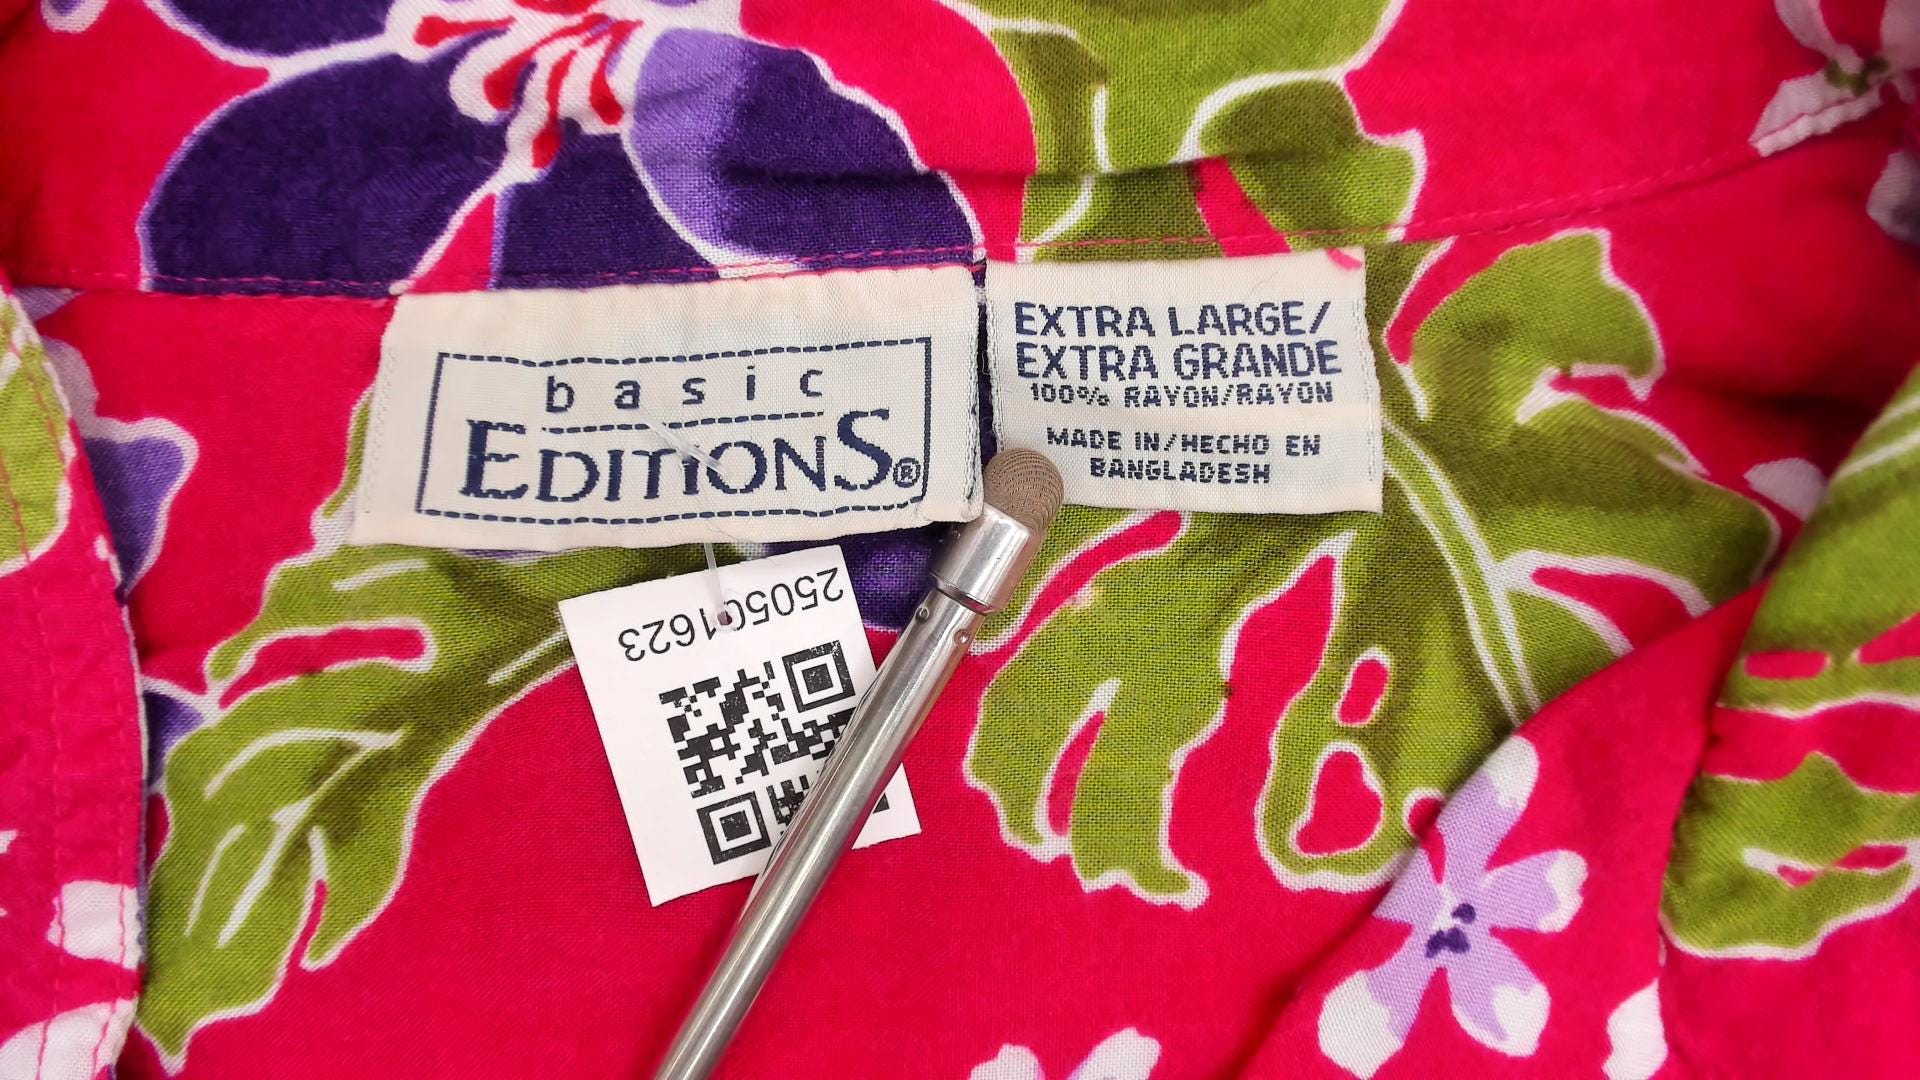 basic
EDITIONS®
EXTRA LARGE/
EXTRA GRANDE
100% RAYON/RAYON
MADE IN/HECHO EN
BANGLADESH
250501623